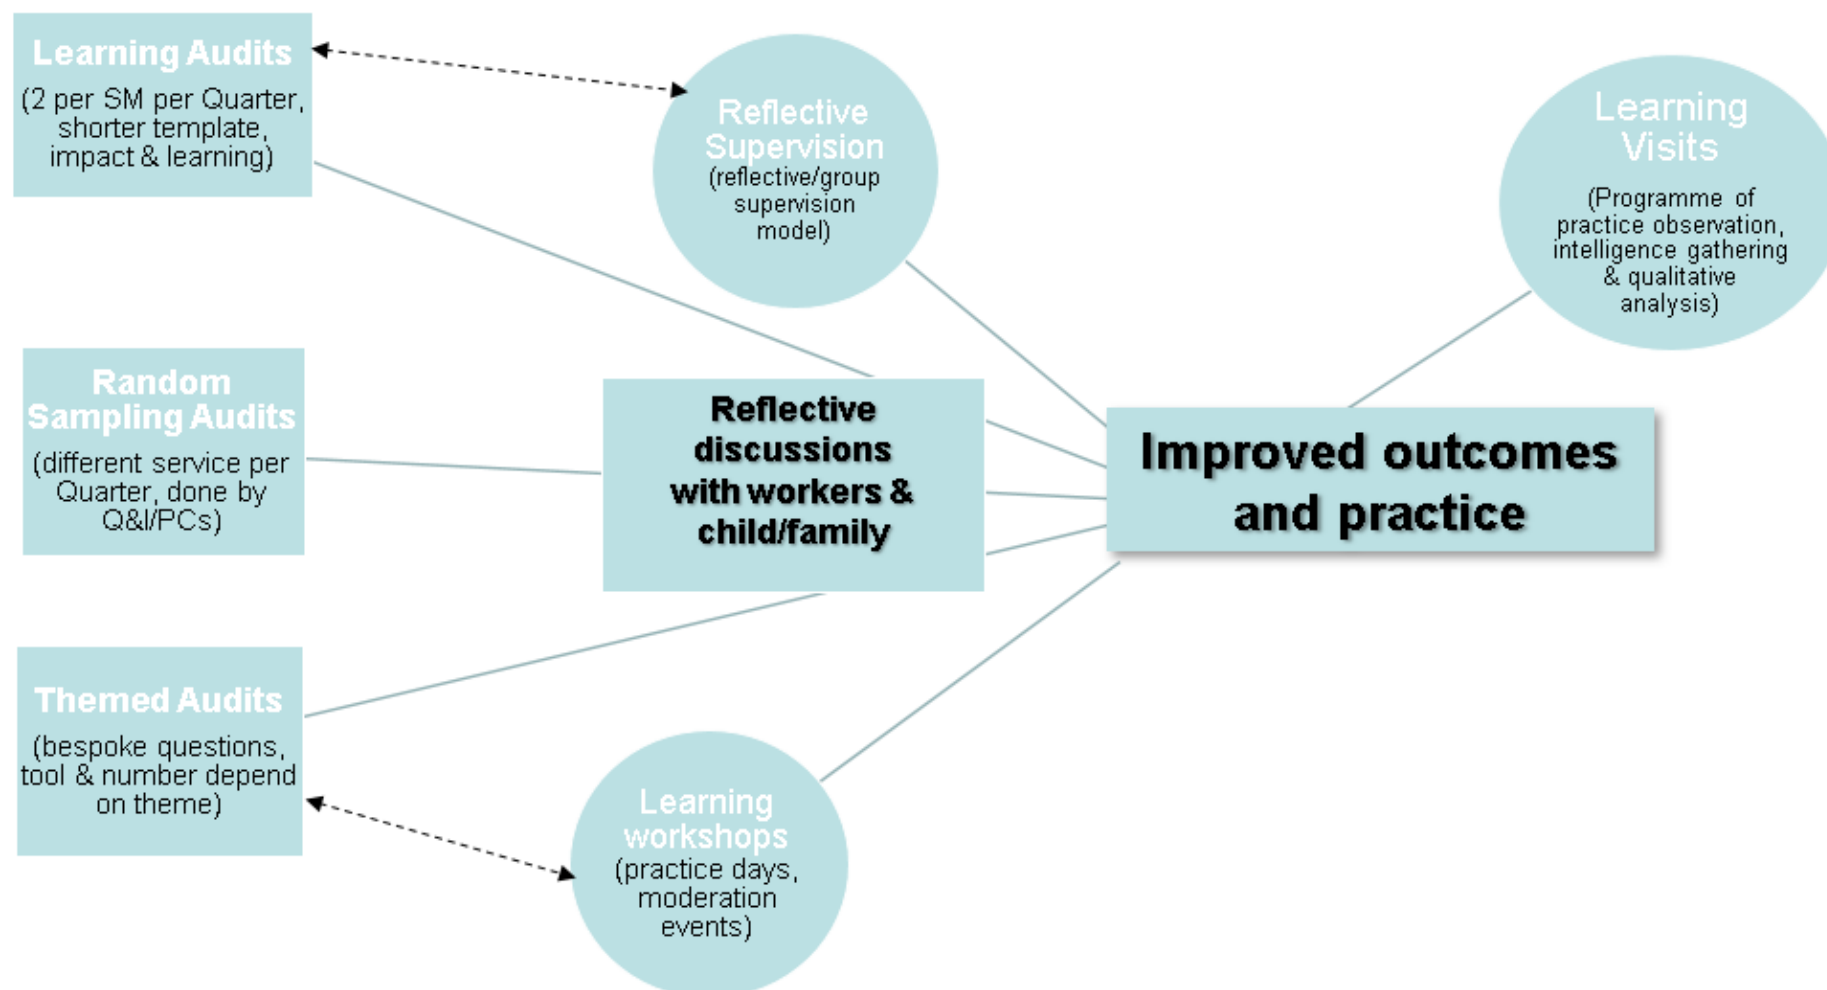 Learning Audits
(2 per SM per Quarter,
shorter template,
impact & learning)
Reflective
Supervision
(reflective/group
supervision
model)
Learning
Visits
(Programme of
practice observation,
intelligence gathering
& qualitative
analysis)
Random
Sampling Audits
(different service per
Quarter, done by
Q&I/PCs)
Reflective
discussions
with workers &
child/family
Improved outcomes
and practice
Themed Audits
(bespoke questions,
tool & number depend
on theme)
Learning
workshops
(practice days,
moderation
events)